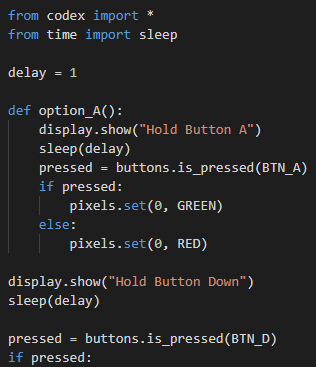 from codex import *
from time import sleep

delay = 1

def option_A():
    display.show("Hold Button A")
    sleep(delay)
    pressed = buttons.is_pressed(BTN_A)
    if pressed:
        pixels.set(0, GREEN)
    else:
        pixels.set(0, RED)

display.show("Hold Button Down")
sleep(delay)

pressed = buttons.is_pressed(BTN_D)
if pressed: